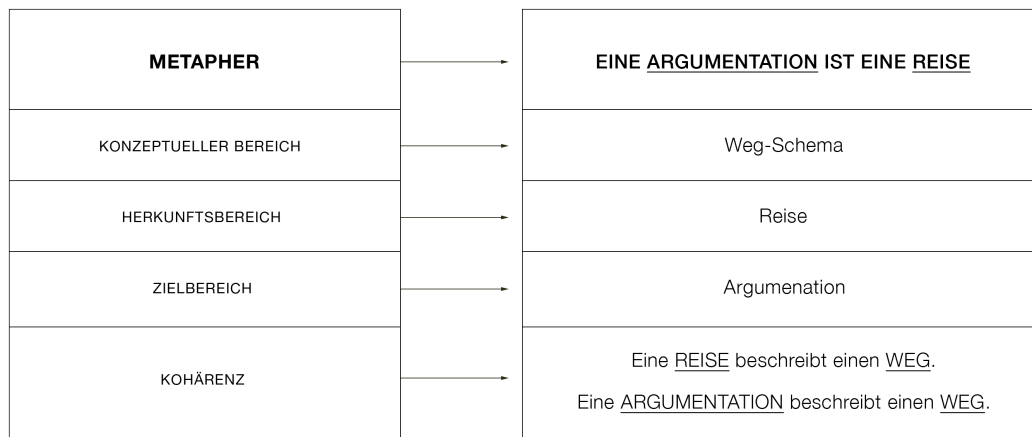 METAPHER
EINE ARGUMENTATION IST EINE REISE
KONZEPTUELLER BEREICH
Weg-Schema
HERKUNFTSBEREICH
Reise
ZIELBEREICH
Argumenation
KOHÄRENZ
Eine REISE beschreibt einen WEG.
Eine ARGUMENTATION beschreibt einen WEG.